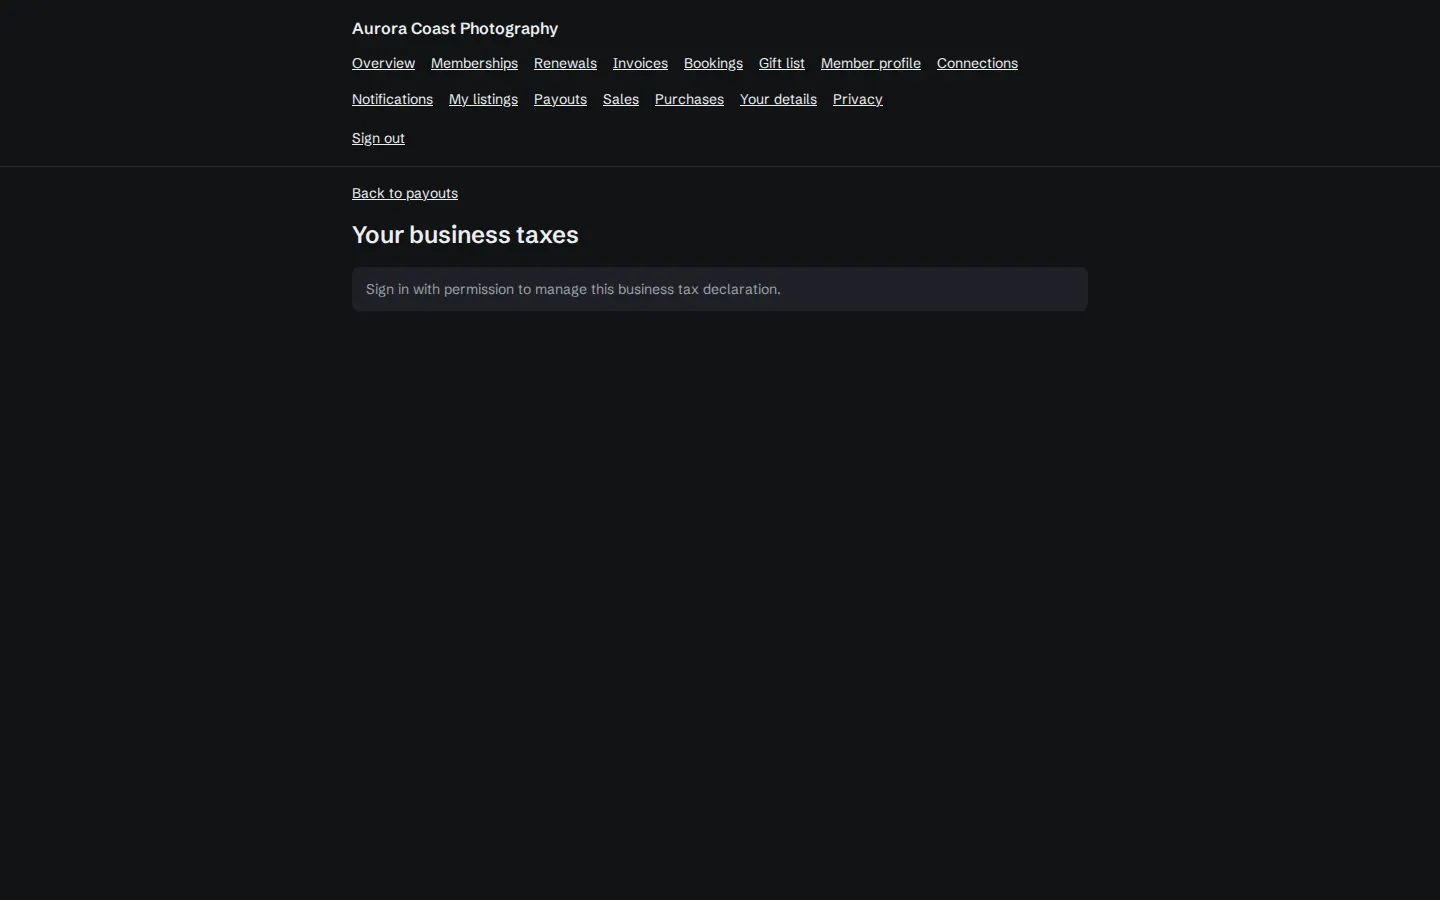 Aurora Coast Photography
Overview Memberships Renewals Invoices Bookings Gift list Member profile Connections
Notifications My listings Payouts Sales Purchases Your details Privacy
Sign out
Back to payouts
Your business taxes
Sign in with permission to manage this business tax declaration.